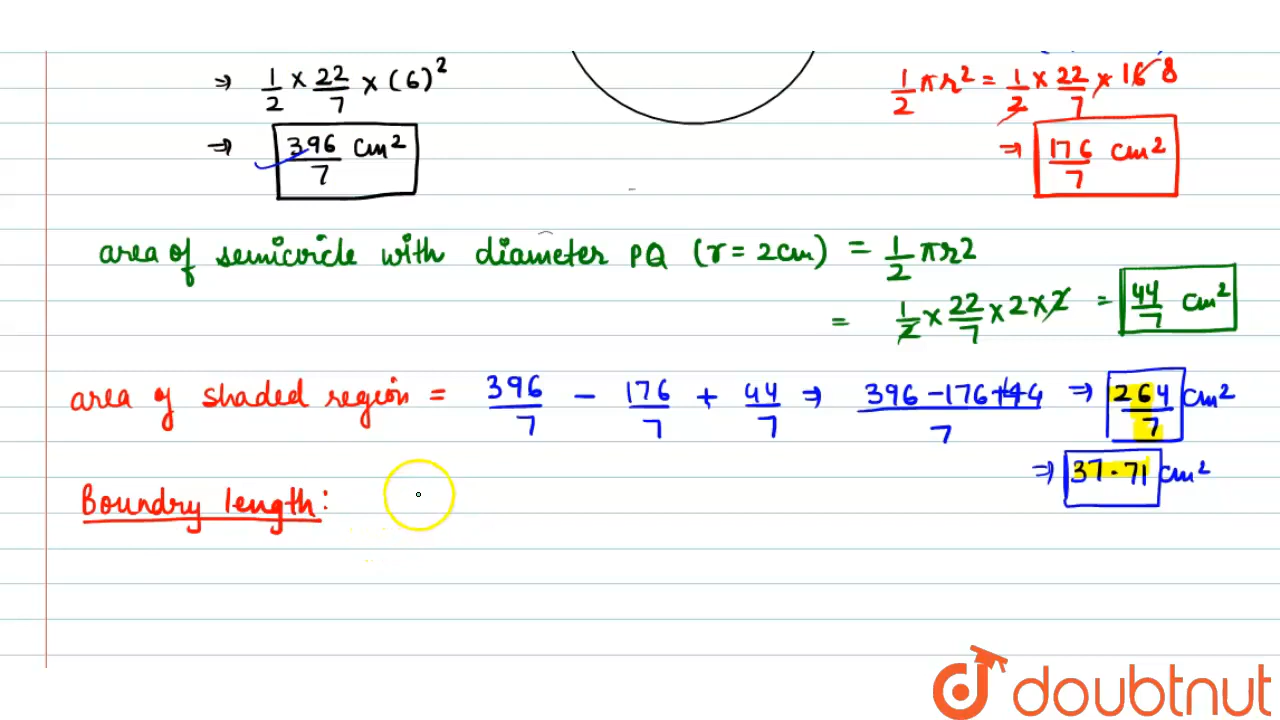 ⇒ 1/2 × 22/7 × (6)²
1/2 πr² = 1/2 × 22/7 × 16 8
⇒ 396/7 cm²
⇒ 176/7 cm²
area of semicircle with diameter PQ (r = 2cm) = 1/2 πr2
= 1/2 × 22/7 × 2 × 2 = 44/7 cm²
area of shaded region = 396/7 - 176/7 + 44/7 ⇒ 396-176+44/7 ⇒ 264/7 cm²
⇒ 37.71 cm²
Boundry length:
doubtnut